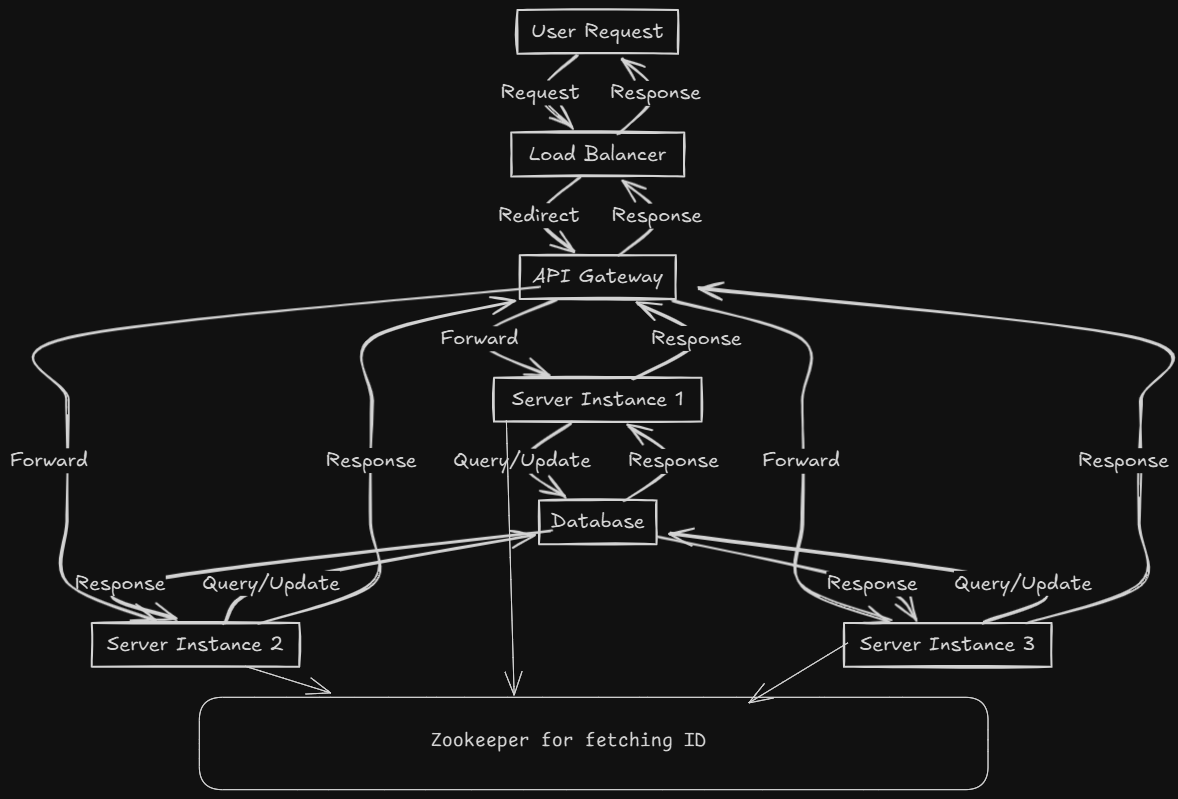 User Request
Request
Response
Load Balancer
Redirect
Response
API Gateway
Forward
Response
Server Instance 1
Forward
Response
Query/Update
Response
Forward
Response
Database
Response
Query/Update
Response
Query/Update
Server Instance 2
Server Instance 3
Zookeeper for fetching ID